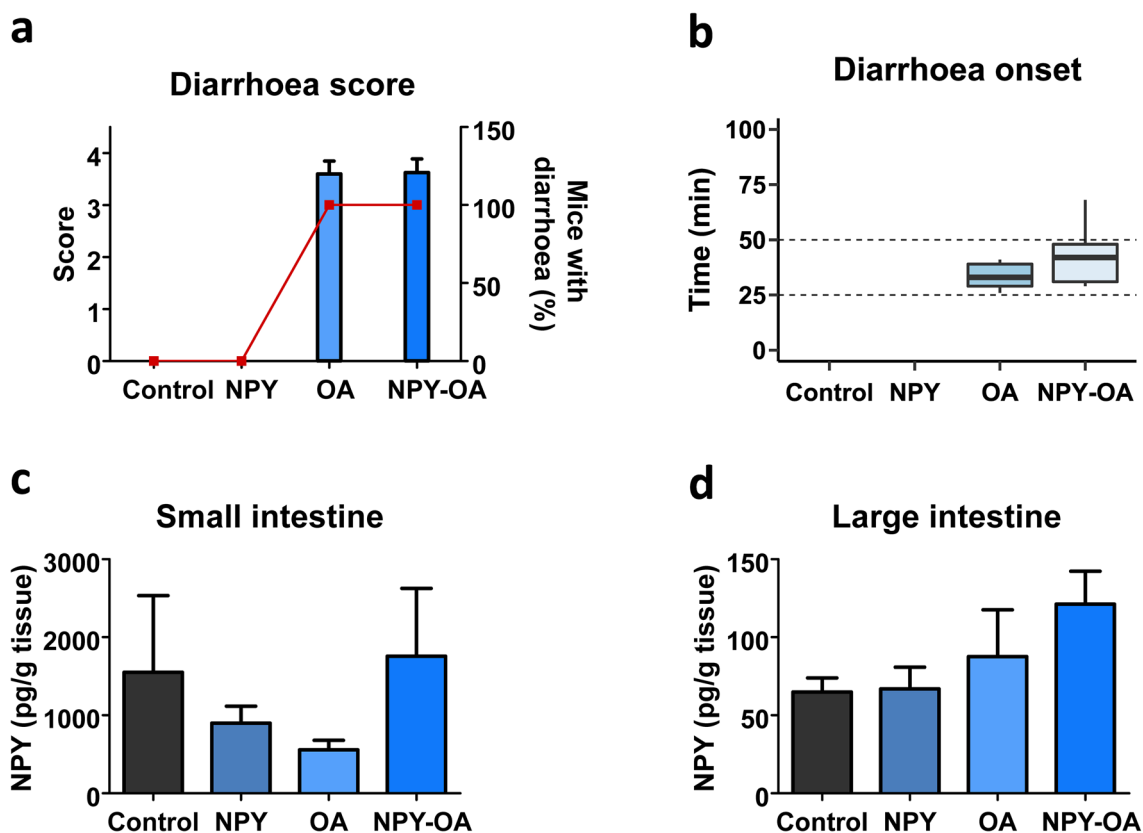 a
Diarrhoea score
Score
4
3
2
1
0
150
100
50
0
Mice with
diarrhoea (%)
Control NPY OA NPY-OA
b
Diarrhoea onset
Time (min)
100
75
50
25
0
Control NPY OA NPY-OA
c
Small intestine
NPY (pg/g tissue)
3000
2000
1000
0
Control NPY OA NPY-OA
d
Large intestine
NPY (pg/g tissue)
150
100
50
0
Control NPY OA NPY-OA